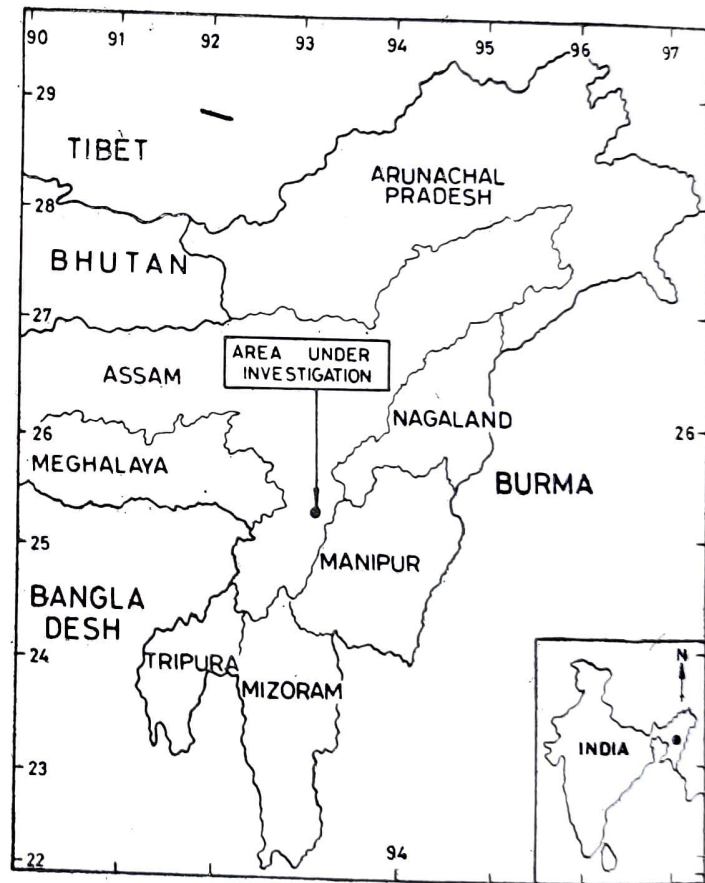 90 91 92 93 94 95 96 97
29
TIBET
ARUNACHAL
PRADESH
28
BHUTAN
27
AREA UNDER
INVESTIGATION
ASSAM
NAGALAND
26 26
MEGHALAYA
BURMA
25
MANIPUR
BANGLA
DESH
24
TRIPURA
MIZORAM
N
INDIA
23
94
22